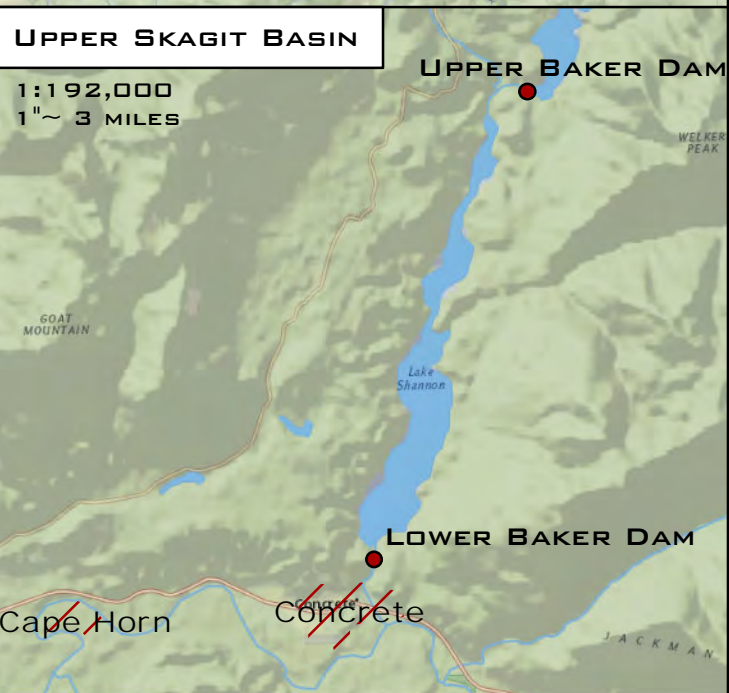 UPPER SKAGIT BASIN
1:192,000
1"~ 3 MILES
UPPER BAKER DAM
WELKER
PEAK
GOAT
MOUNTAIN
Lake
Shannon
LOWER BAKER DAM
Concrete
Concrete
Cape Horn
JACKMAN